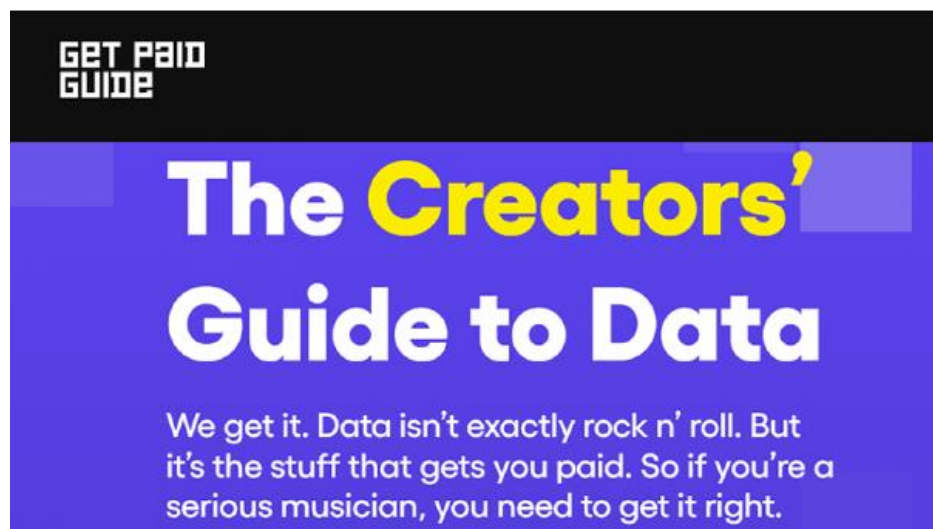 GET PAID
GUIDE
The Creators’
Guide to Data
We get it. Data isn’t exactly rock n’ roll. But
it’s the stuff that gets you paid. So if you’re a
serious musician, you need to get it right.